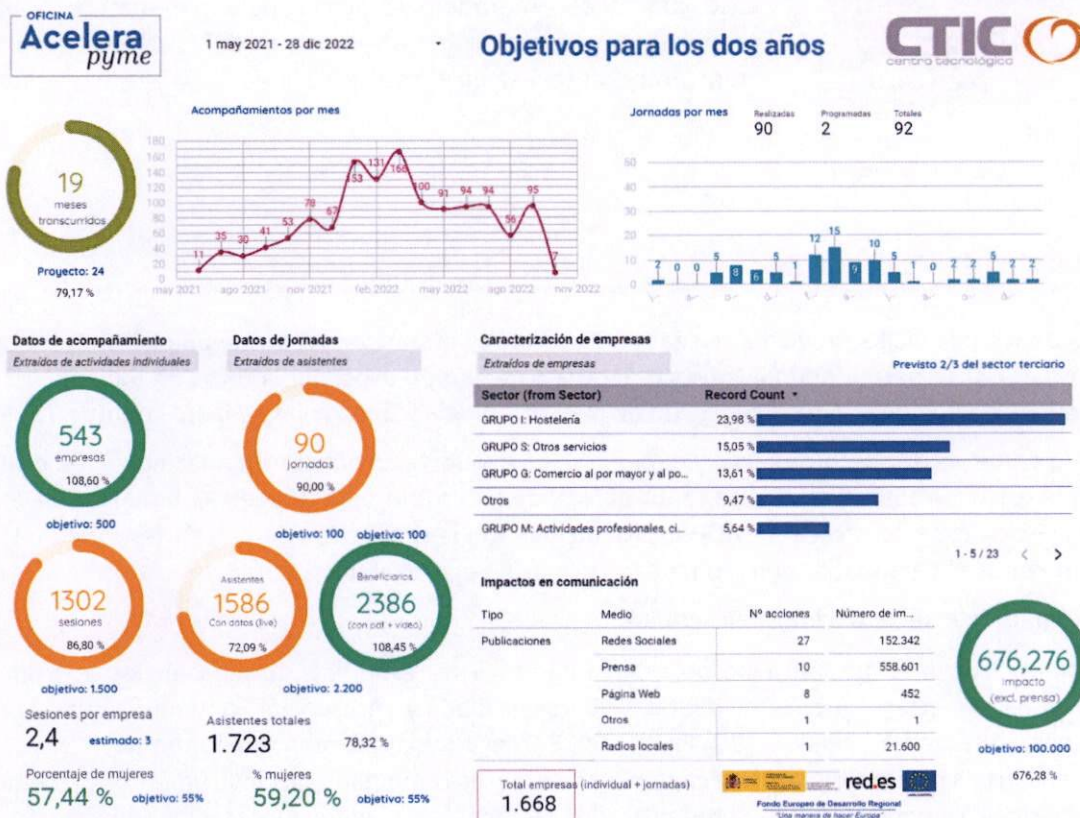 OFICINA
Acelera
pyme
1 may 2021 - 28 dic 2022
Objetivos para los dos años
CTIC
centro tecnológico
19
meses
transcurridos
Proyecto: 24
79,17 %
Acompañamientos por mes
180
160
140
120
100
80
60
40
20
0
11
35
30
41
53
78
67
153
131
166
100
91
94
94
56
95
7
may 2021
ago 2021
nov 2021
feb 2022
may 2022
ago 2022
nov 2022
Jornadas por mes
Realizadas
90
Programadas
2
Totales
92
50
40
30
20
10
0
2
0
0
5
8
6
5
1
12
15
9
10
5
1
0
2
2
5
2
2
Datos de acompañamiento
Extraídos de actividades individuales
543
empresas
108,60 %
objetivo: 500
1302
sesiones
86,80 %
objetivo: 1.500
Sesiones por empresa
2,4
estimado: 3
Porcentaje de mujeres
57,44 %
objetivo: 55%
Datos de jornadas
Extraídos de asistentes
90
jornadas
90,00 %
objetivo: 100
objetivo: 100
Asistentes
1586
Con datos (live)
72,09 %
Beneficiarios
2386
(con pdf + video)
108,45 %
objetivo: 2.200
Asistentes totales
1.723
78,32 %
% mujeres
59,20 %
objetivo: 55%
Caracterización de empresas
Extraídos de empresas
Previsto 2/3 del sector terciario
Sector (from Sector) Record Count
GRUPO I: Hostelería 23,98 %
GRUPO S: Otros servicios 15,05 %
GRUPO G: Comercio al por mayor y al po... 13,61 %
Otros 9,47 %
GRUPO M: Actividades profesionales, ci... 5,64 %
1 - 5 / 23 < >
Impactos en comunicación
Tipo Medio Nº acciones Número de im...
Publicaciones Redes Sociales 27 152.342
Prensa 10 558.601
Página Web 8 452
Otros 1 1
Radios locales 1 21.600
676,276
impacto
(excl. prensa)
objetivo: 100.000
676,28 %
Total empresas (individual + jornadas)
1.668
red.es
Fondo Europeo de Desarrollo Regional
"Una manera de hacer Europa"